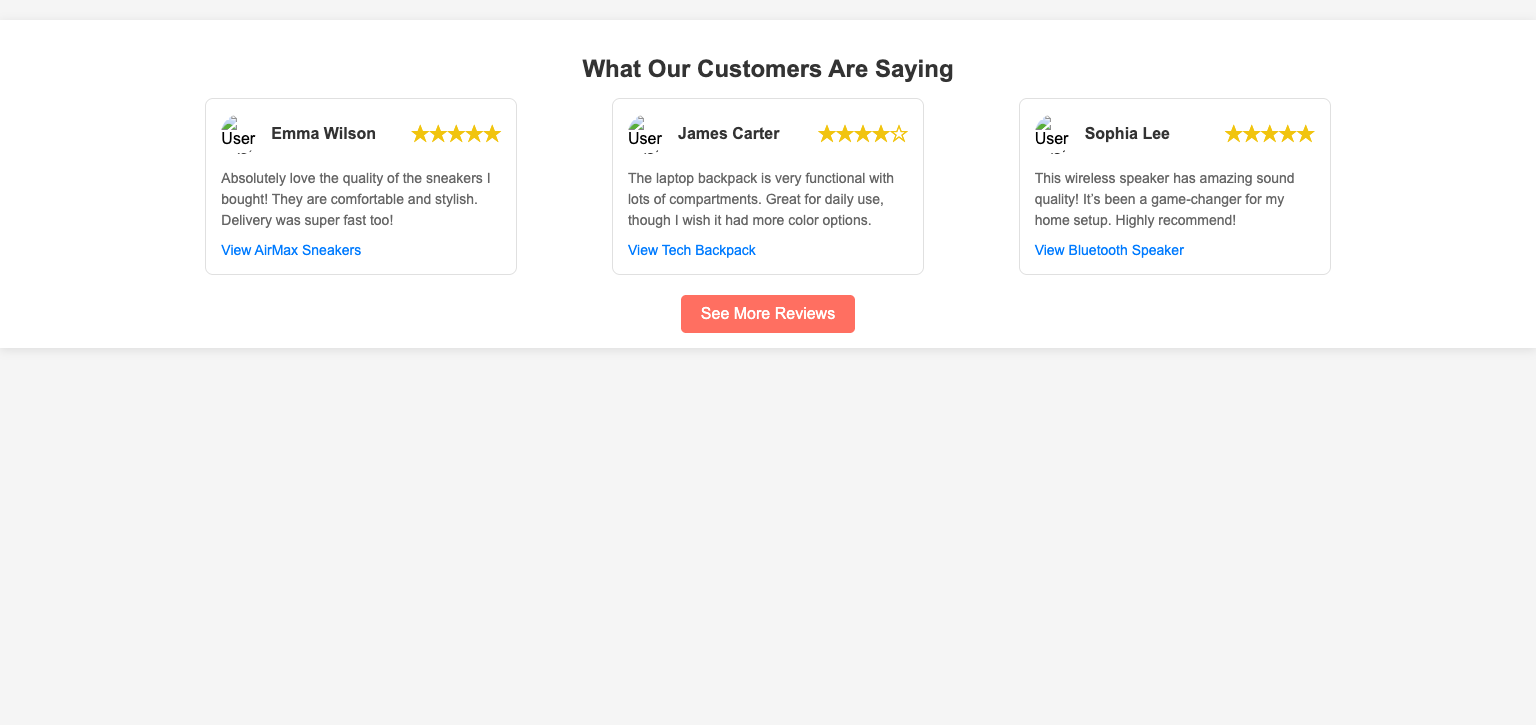 What Our Customers Are Saying
User
Emma Wilson
★★★★★
Absolutely love the quality of the sneakers I
bought! They are comfortable and stylish.
Delivery was super fast too!
View AirMax Sneakers
User
James Carter
★★★★☆
The laptop backpack is very functional with
lots of compartments. Great for daily use,
though I wish it had more color options.
View Tech Backpack
User
Sophia Lee
★★★★★
This wireless speaker has amazing sound
quality! It’s been a game-changer for my
home setup. Highly recommend!
View Bluetooth Speaker
See More Reviews